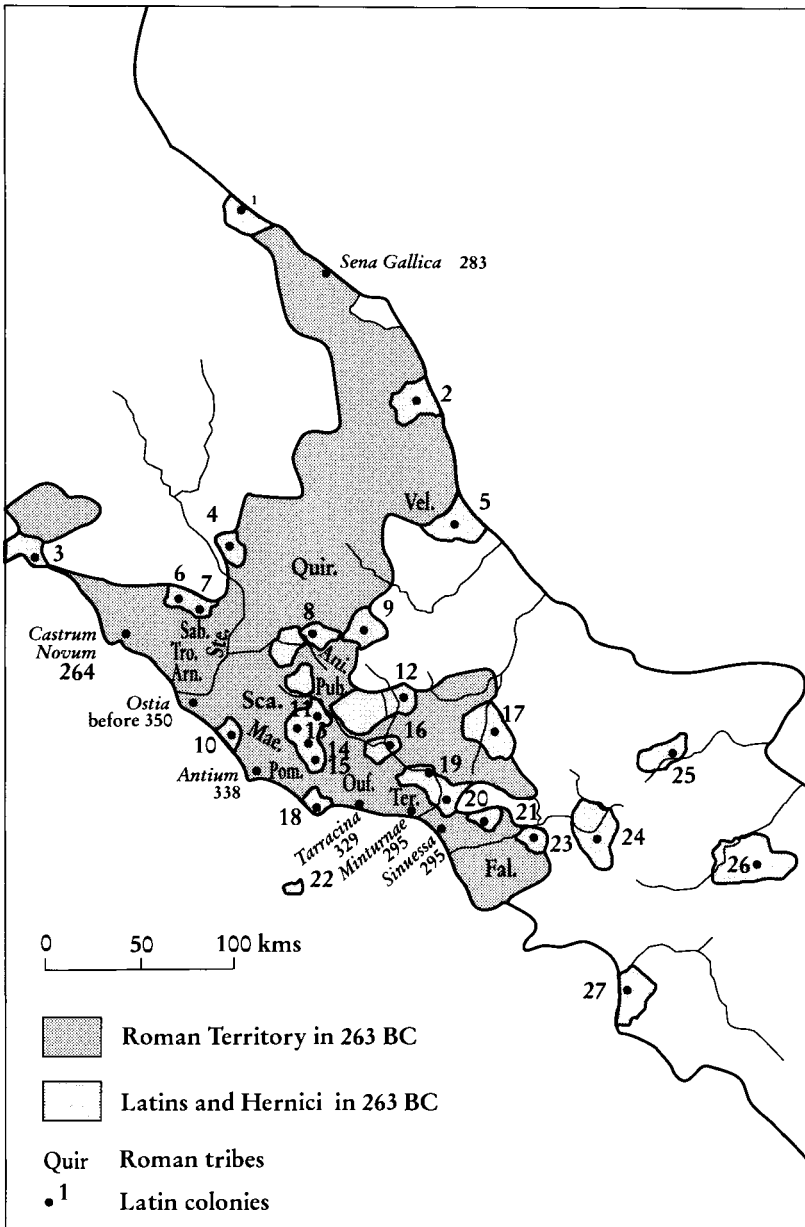 1
Sena Gallica 283
2
Vel.
5
4
3
Quir.
6
7
8
9
Sab.
Ste.
Castrum
Novum
264
Tro.
Arn.
Ani.
Pub.
12
Ostia
before 350
Sca.
11
17
10
Mae.
13
16
25
14
15
Antium
338
Pom.
19
Ouf.
Ter.
20
21
18
Tarracina
329
Minturnae
295
Sinuessa
295
23
24
26
22
Fal.
0 50 100 kms
27
Roman Territory in 263 BC
Latins and Hernici in 263 BC
Quir Roman tribes
1 Latin colonies